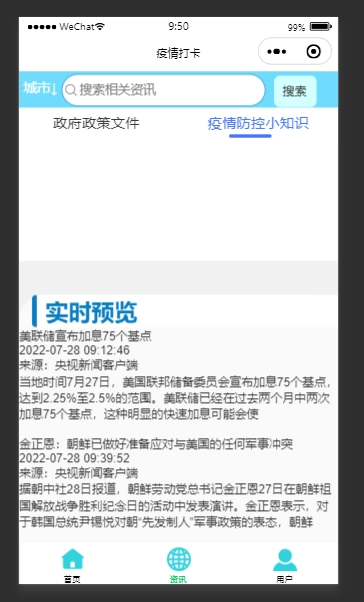 WeChat 9:50 99%
疫情打卡
城市↓ 搜索相关资讯 搜索
政府政策文件 疫情防控小知识
实时预览
美联储宣布加息75个基点
2022-07-28 09:12:46
来源：央视新闻客户端
当地时间7月27日，美国联邦储备委员会宣布加息75个基点，
达到2.25%至2.5%的范围。美联储已经在过去两个月中两次
加息75个基点，这种明显的快速加息可能会使
金正恩：朝鲜已做好准备应对与美国的任何军事冲突
2022-07-28 09:39:52
来源：央视新闻客户端
据朝中社28日报道，朝鲜劳动党总书记金正恩27日在朝鲜祖
国解放战争胜利纪念日的活动中发表演讲。金正恩表示，对
于韩国总统尹锡悦对朝“先发制人”军事政策的表态，朝鲜
首页 资讯 用户